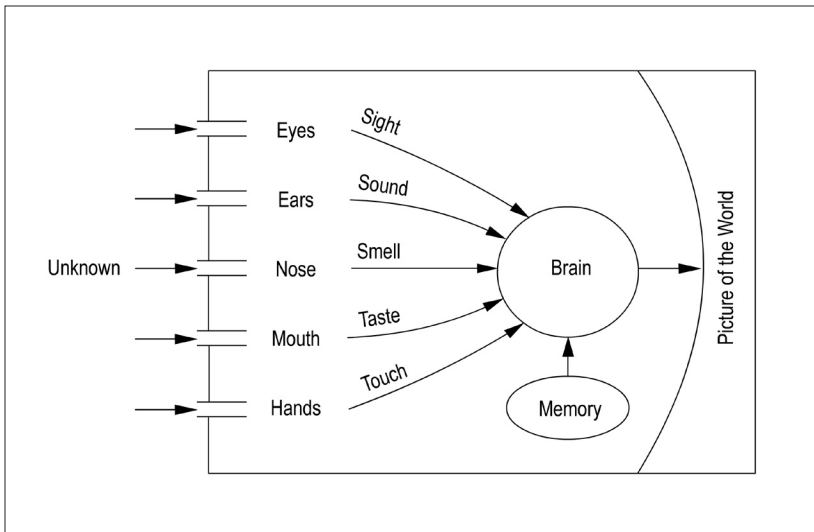 Eyes
Sight
Ears
Sound
Unknown
Nose
Smell
Brain
Picture of the World
Mouth
Taste
Hands
Touch
Memory